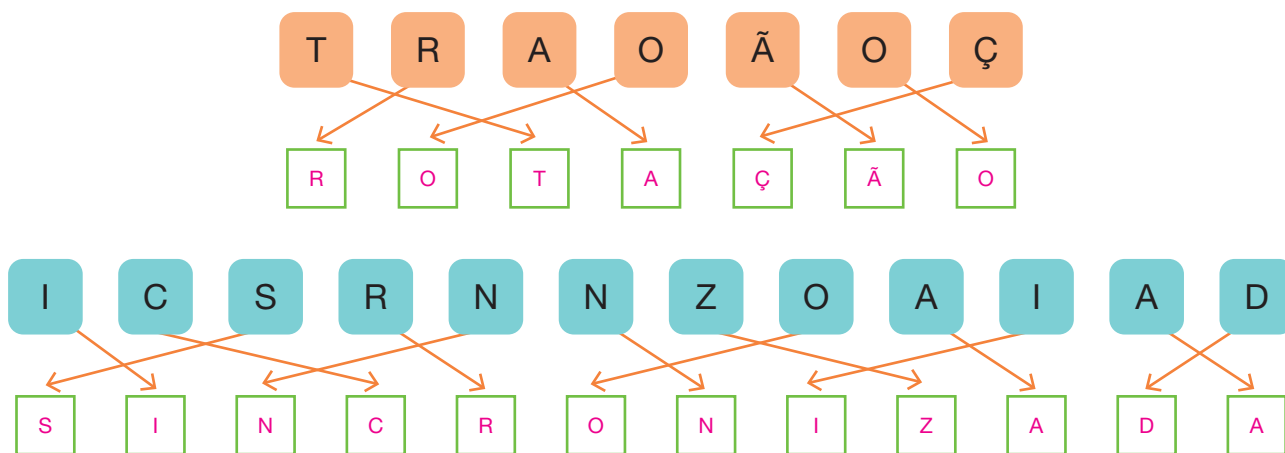 T R A O Ã O Ç
R O T A Ç Ã O
I C S R N N Z O A I A D
S I N C R O N I Z A D A